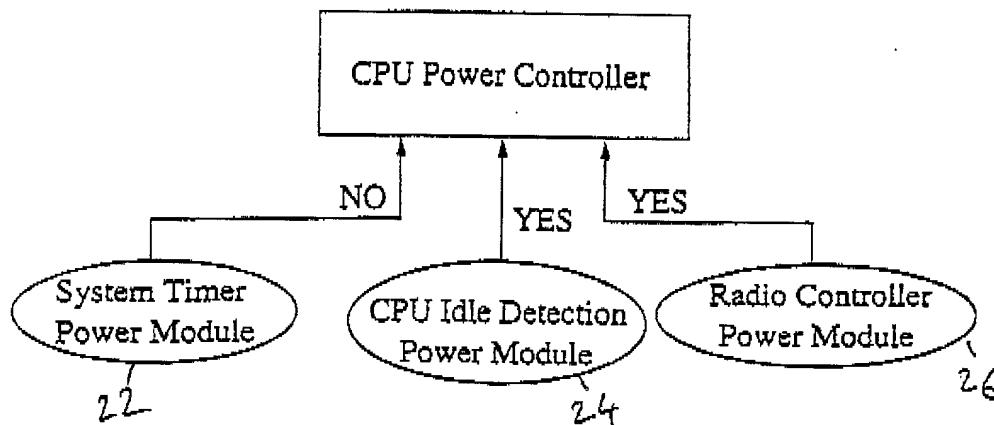 CPU Power Controller
NO
YES
YES
System Timer
Power Module
CPU Idle Detection
Power Module
Radio Controller
Power Module
22
24
26